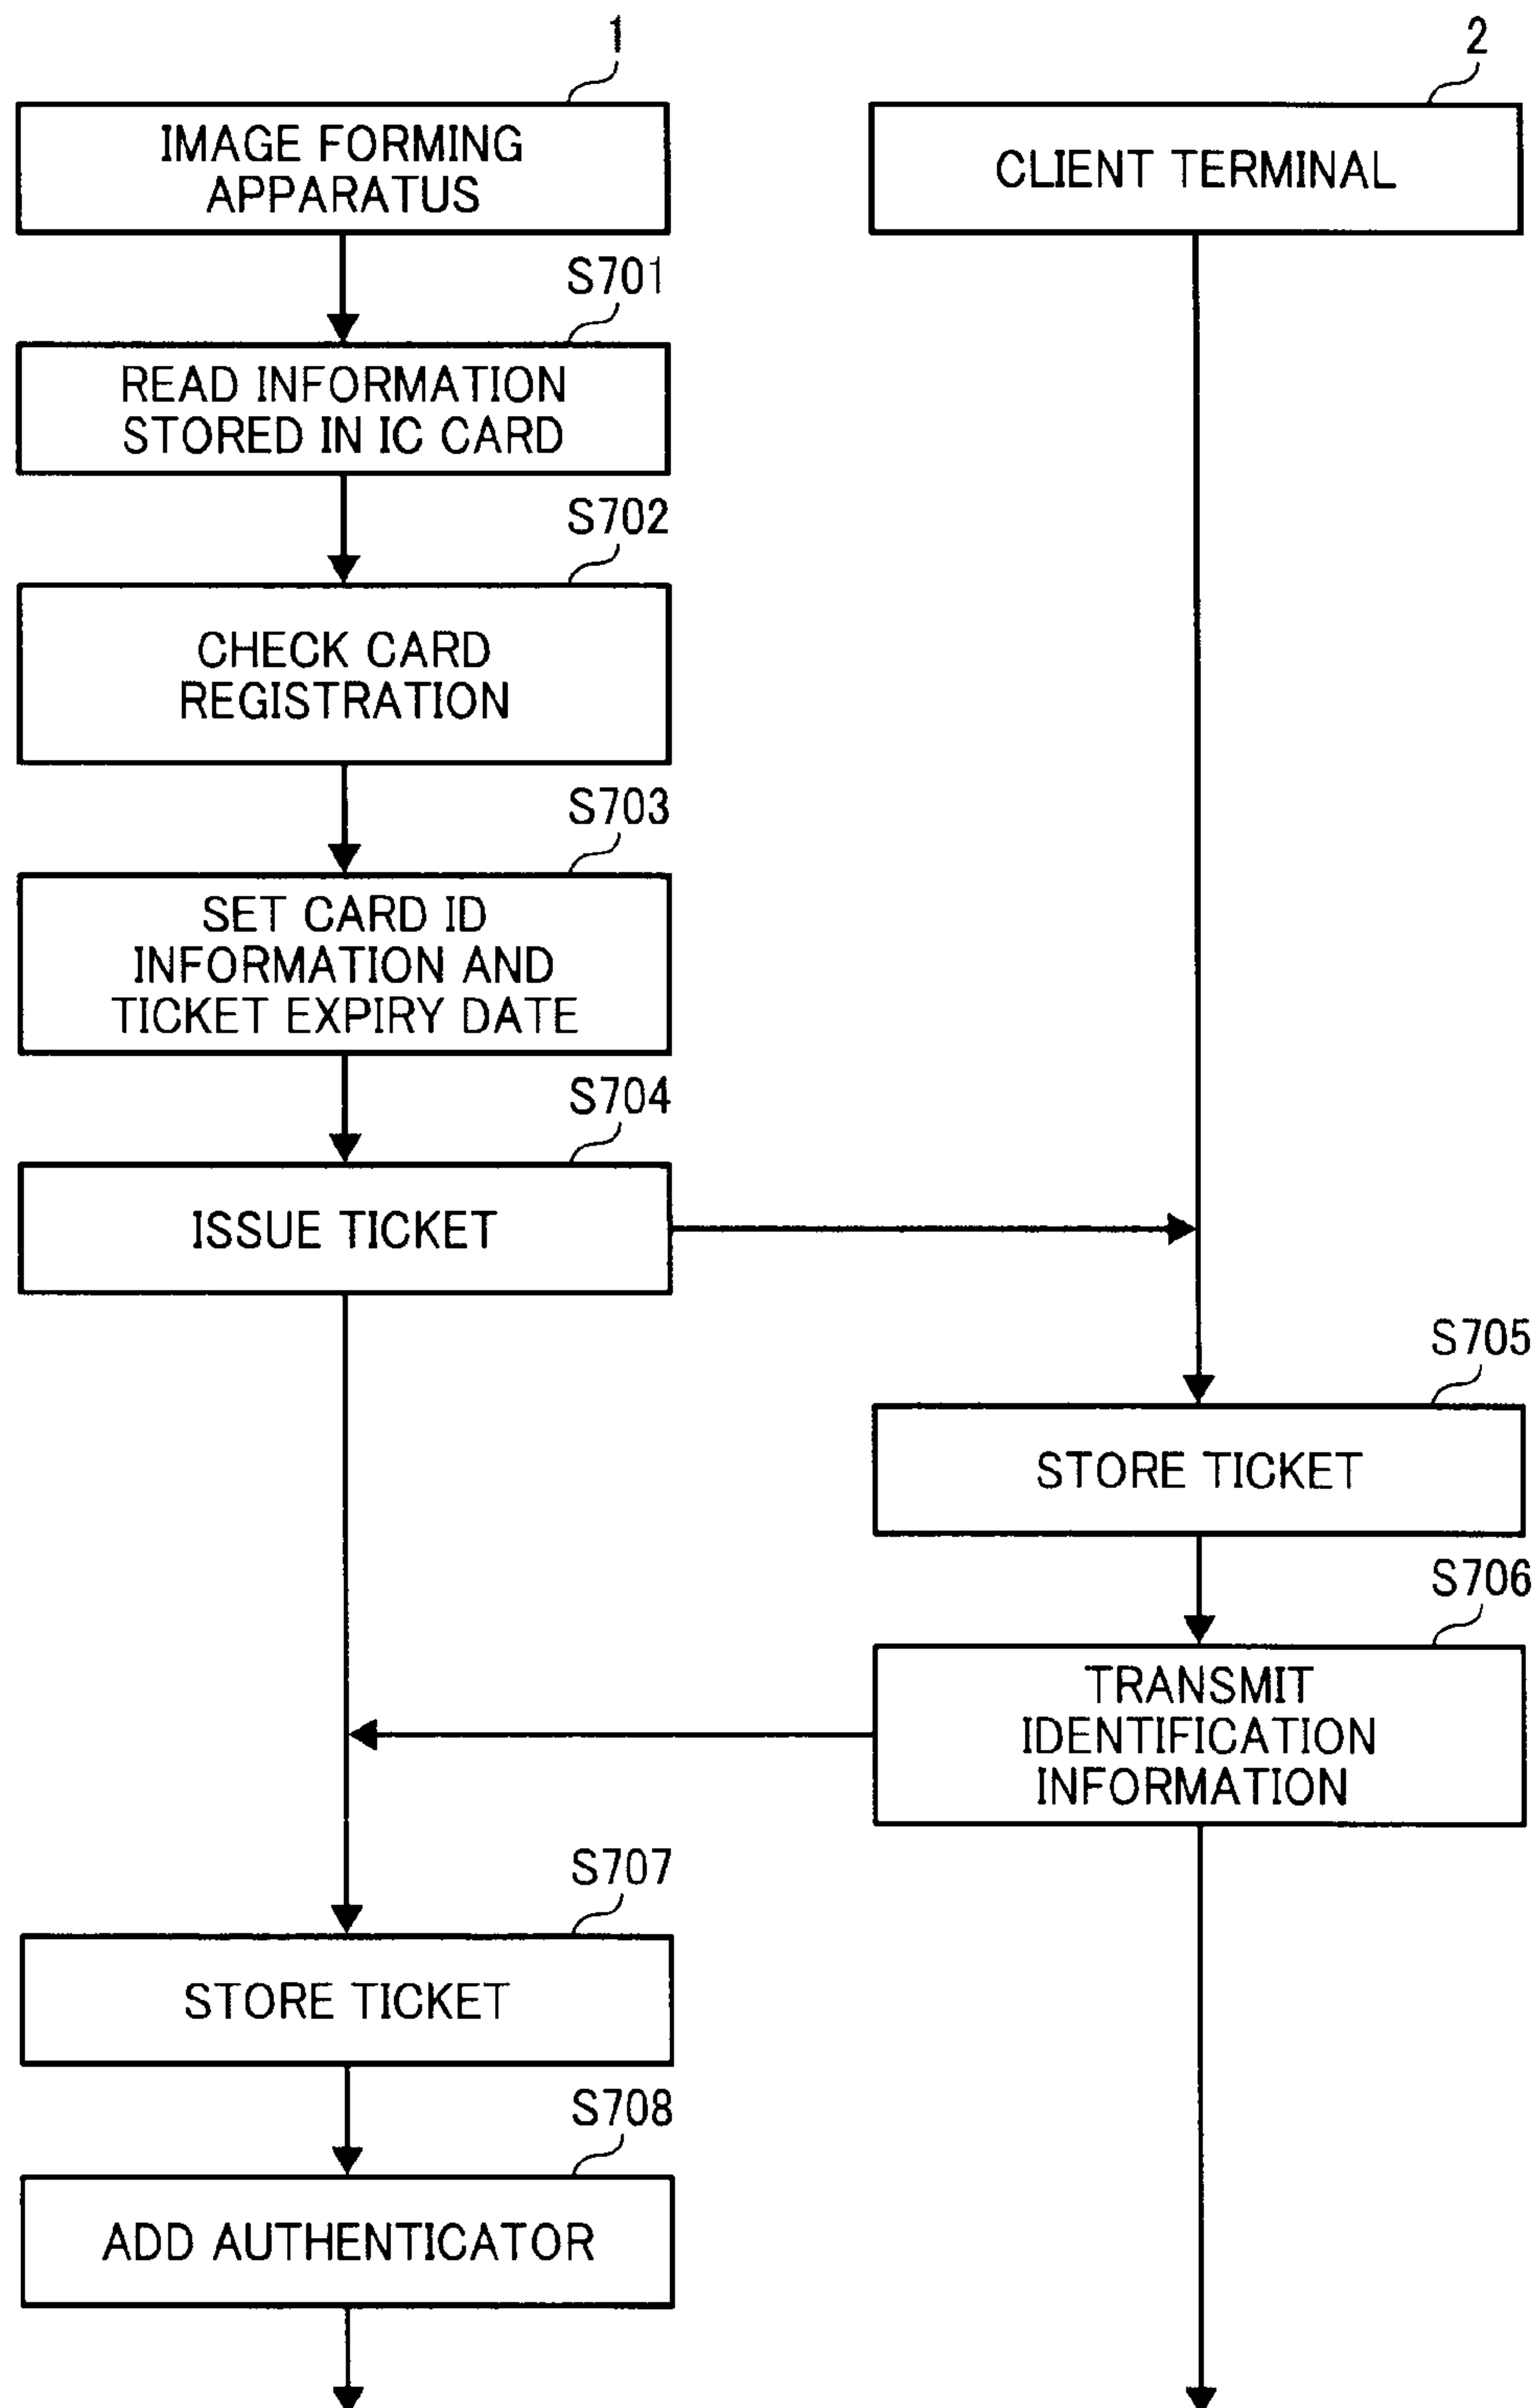 1
2
IMAGE FORMING
APPARATUS
CLIENT TERMINAL
S701
READ INFORMATION
STORED IN IC CARD
S702
CHECK CARD
REGISTRATION
S703
SET CARD ID
INFORMATION AND
TICKET EXPIRY DATE
S704
ISSUE TICKET
S705
STORE TICKET
S706
TRANSMIT
IDENTIFICATION
INFORMATION
S707
STORE TICKET
S708
ADD AUTHENTICATOR